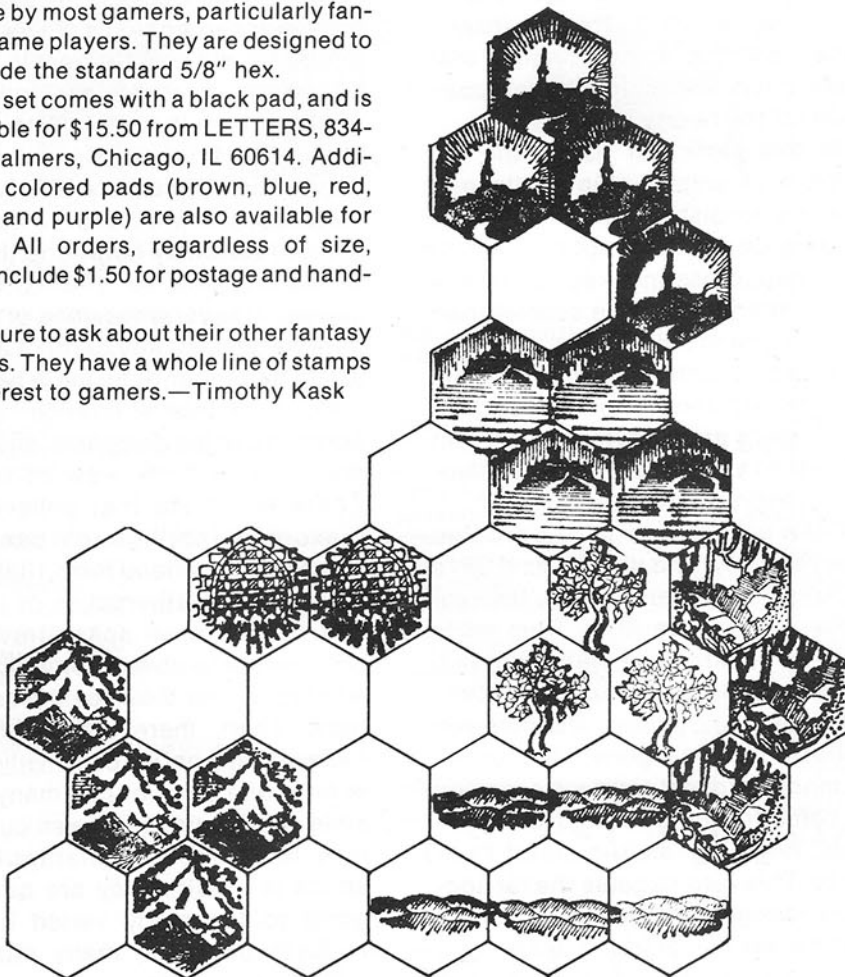 e by most gamers, particularly fan-
ame players. They are designed to
de the standard 5/8" hex.
set comes with a black pad, and is
ble for $15.50 from LETTERS, 834-
almers, Chicago, IL 60614. Addi-
colored pads (brown, blue, red,
and purple) are also available for
All orders, regardless of size,
nclude $1.50 for postage and hand-
ure to ask about their other fantasy
s. They have a whole line of stamps
erest to gamers.—Timothy Kask